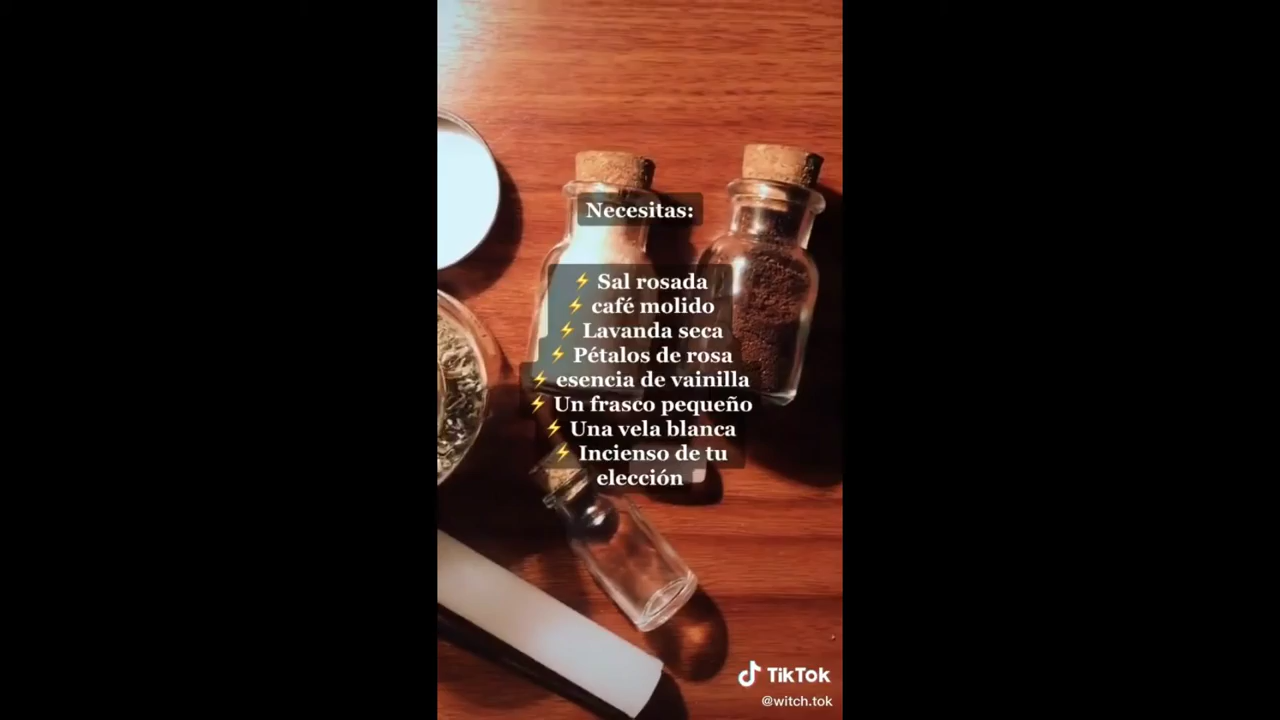 Necesitas:
⚡ Sal rosada
⚡ café molido
⚡ Lavanda seca
⚡ Pétalos de rosa
⚡ esencia de vainilla
⚡ Un frasco pequeño
⚡ Una vela blanca
⚡ Incienso de tu
elección
TikTok
@witch.tok